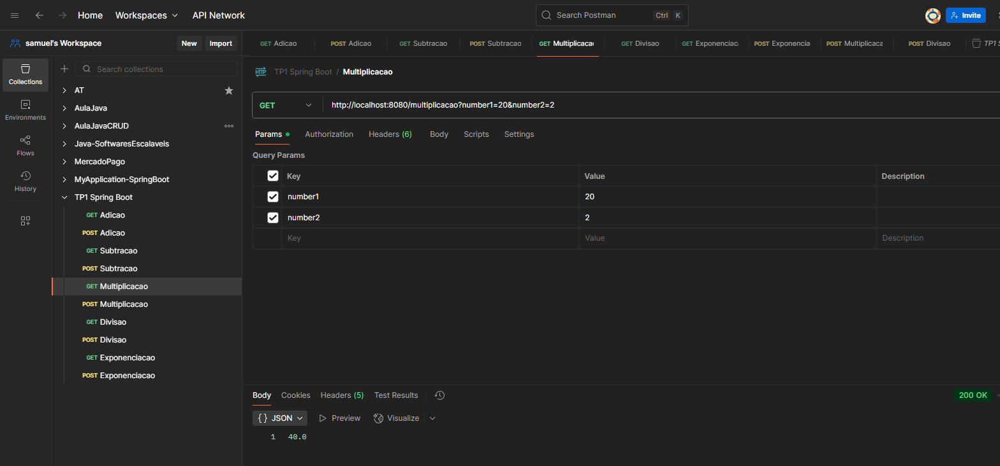 Home Workspaces API Network Search Postman Ctrl K Invite
samuel's Workspace New Import
GET Adicao POST Adicao GET Subtracao POST Subtracao GET Multiplicaca GET Divisao GET Exponenciac POST Exponencia POST Multiplicaca POST Divisao TP1 S
Collections
Environments
Flows
History
Search collections
AT
AulaJava
AulaJavaCRUD
Java-SoftwaresEscalaveis
MercadoPago
MyApplication-SpringBoot
TP1 Spring Boot
GET Adicao
POST Adicao
GET Subtracao
POST Subtracao
GET Multiplicacao
POST Multiplicacao
GET Divisao
POST Divisao
GET Exponenciacao
POST Exponenciacao
HTTP TP1 Spring Boot / Multiplicacao
GET http://localhost:8080/multiplicacao?number1=20&number2=2
Params Authorization Headers (6) Body Scripts Settings
Query Params
Key Value Description
number1 20
number2 2
Key Value Description
Body Cookies Headers (5) Test Results 200 OK
{} JSON Preview Visualize
1 40.0